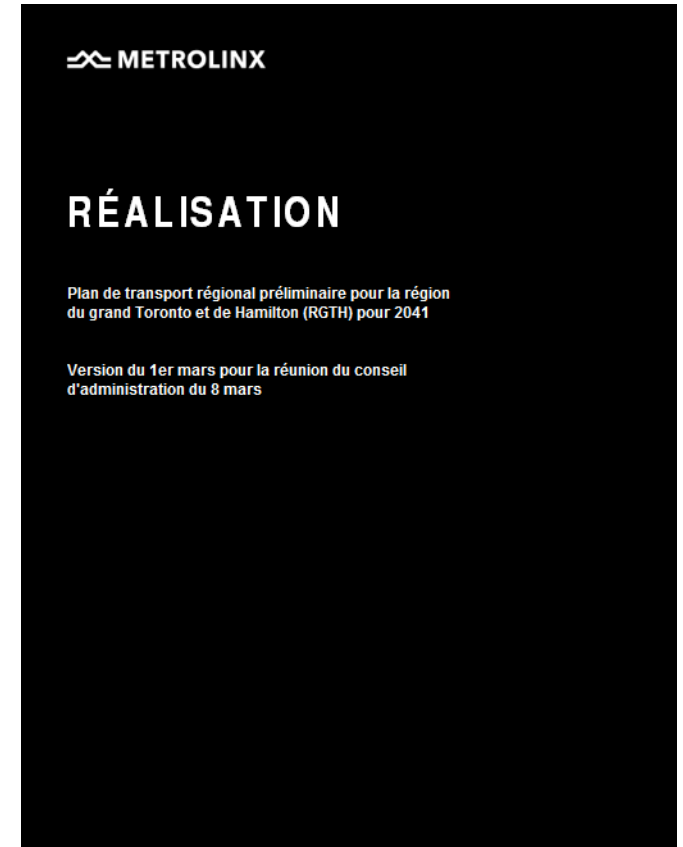 METROLINX
RÉALISATION
Plan de transport régional préliminaire pour la région
du grand Toronto et de Hamilton (RGTH) pour 2041
Version du 1er mars pour la réunion du conseil
d'administration du 8 mars